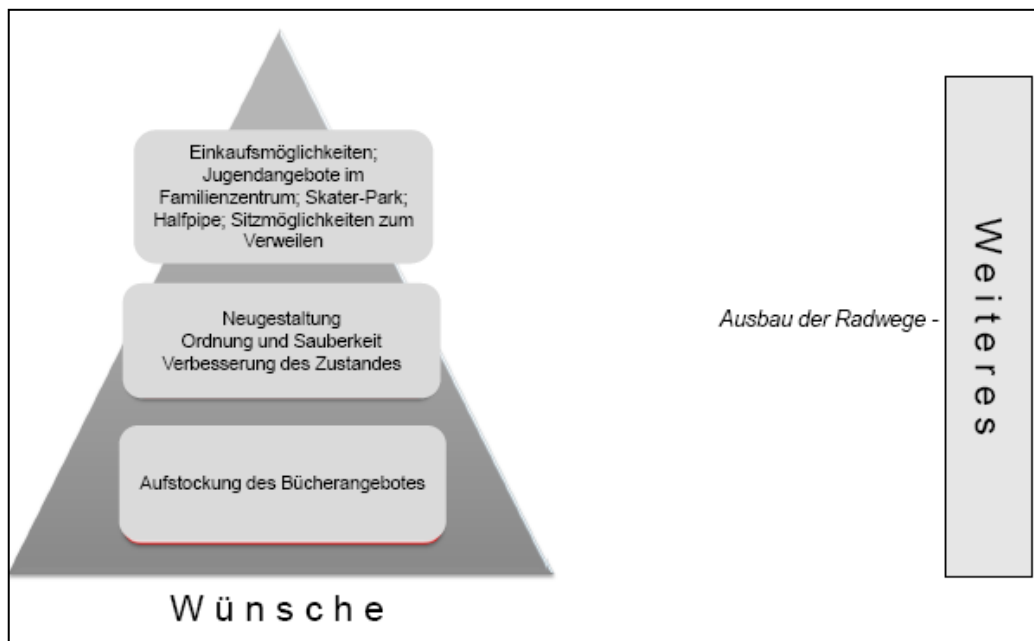 Einkaufsmöglichkeiten;
Jugendangebote im
Familienzentrum; Skater-Park;
Halfpipe; Sitzmöglichkeiten zum
Verweilen
Neugestaltung
Ordnung und Sauberkeit
Verbesserung des Zustandes
Aufstockung des Bücherangebotes
Wünsche
Ausbau der Radwege -
Weiteres